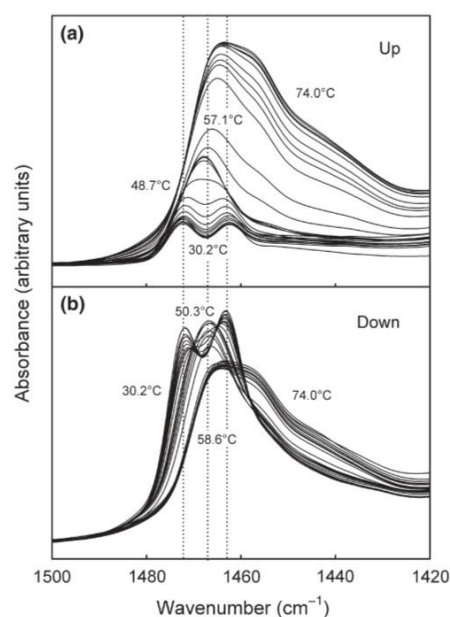 (a)
Up
74.0°C
57.1°C
48.7°C
30.2°C
Absorbance (arbitrary units)
(b)
50.3°C
Down
30.2°C
74.0°C
58.6°C
1500 1480 1460 1440 1420
Wavenumber (cm⁻¹)